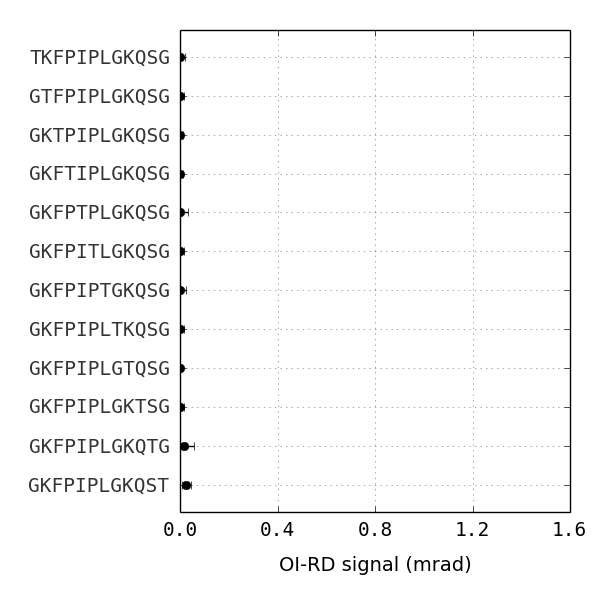 TKFPIPLGKQSG
GTFPIPLGKQSG
GKTPIPLGKQSG
GKFTIPLGKQSG
GKFPTPLGKQSG
GKFPITLGKQSG
GKFPIPTGKQSG
GKFPIPLTKQSG
GKFPIPLGTQSG
GKFPIPLGKTSG
GKFPIPLGKQTG
GKFPIPLGKQST
0.0 0.4 0.8 1.2 1.6
OI-RD signal (mrad)